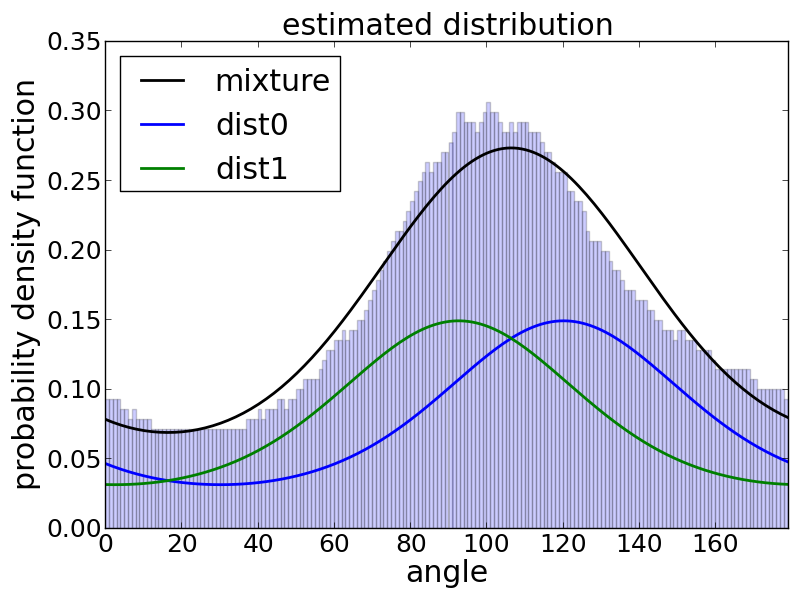 estimated distribution
probability density function
0.35
0.30
0.25
0.20
0.15
0.10
0.05
0.00
mixture
dist0
dist1
0 20 40 60 80 100 120 140 160
angle